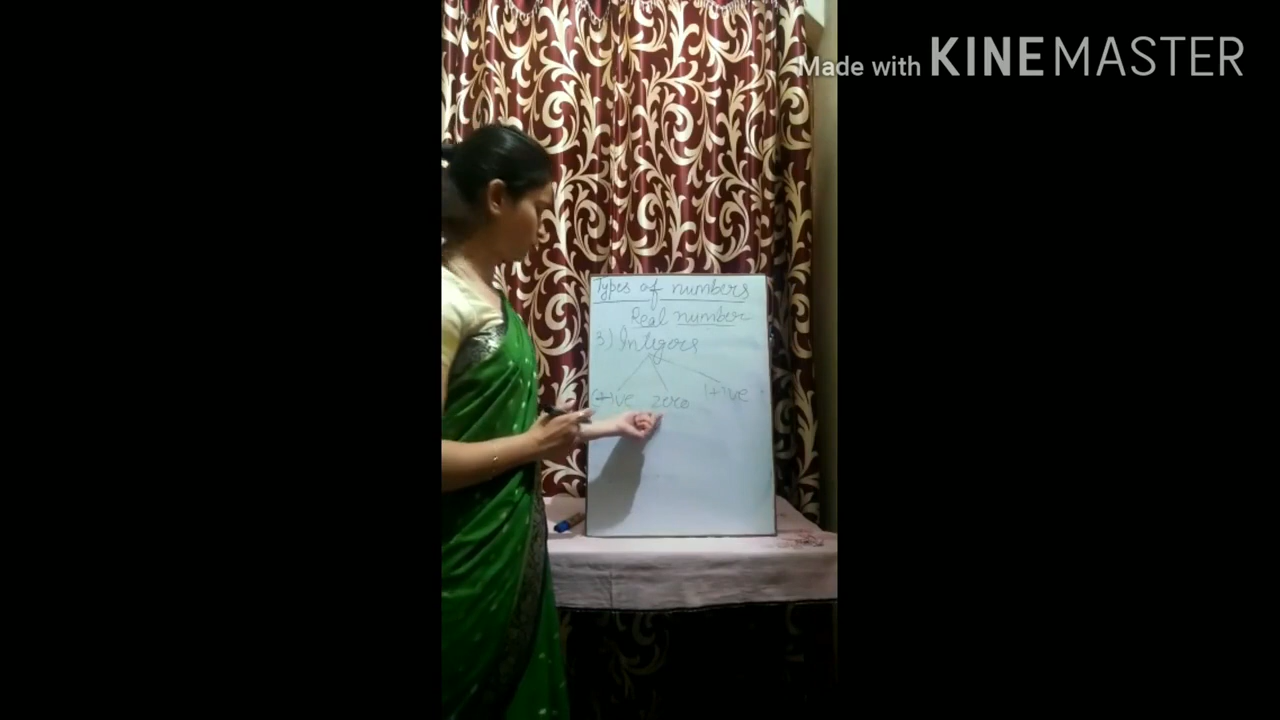 Made with KINEMASTER
Types of numbers
Real number
3) Integers
(-)ve zero (+)ve